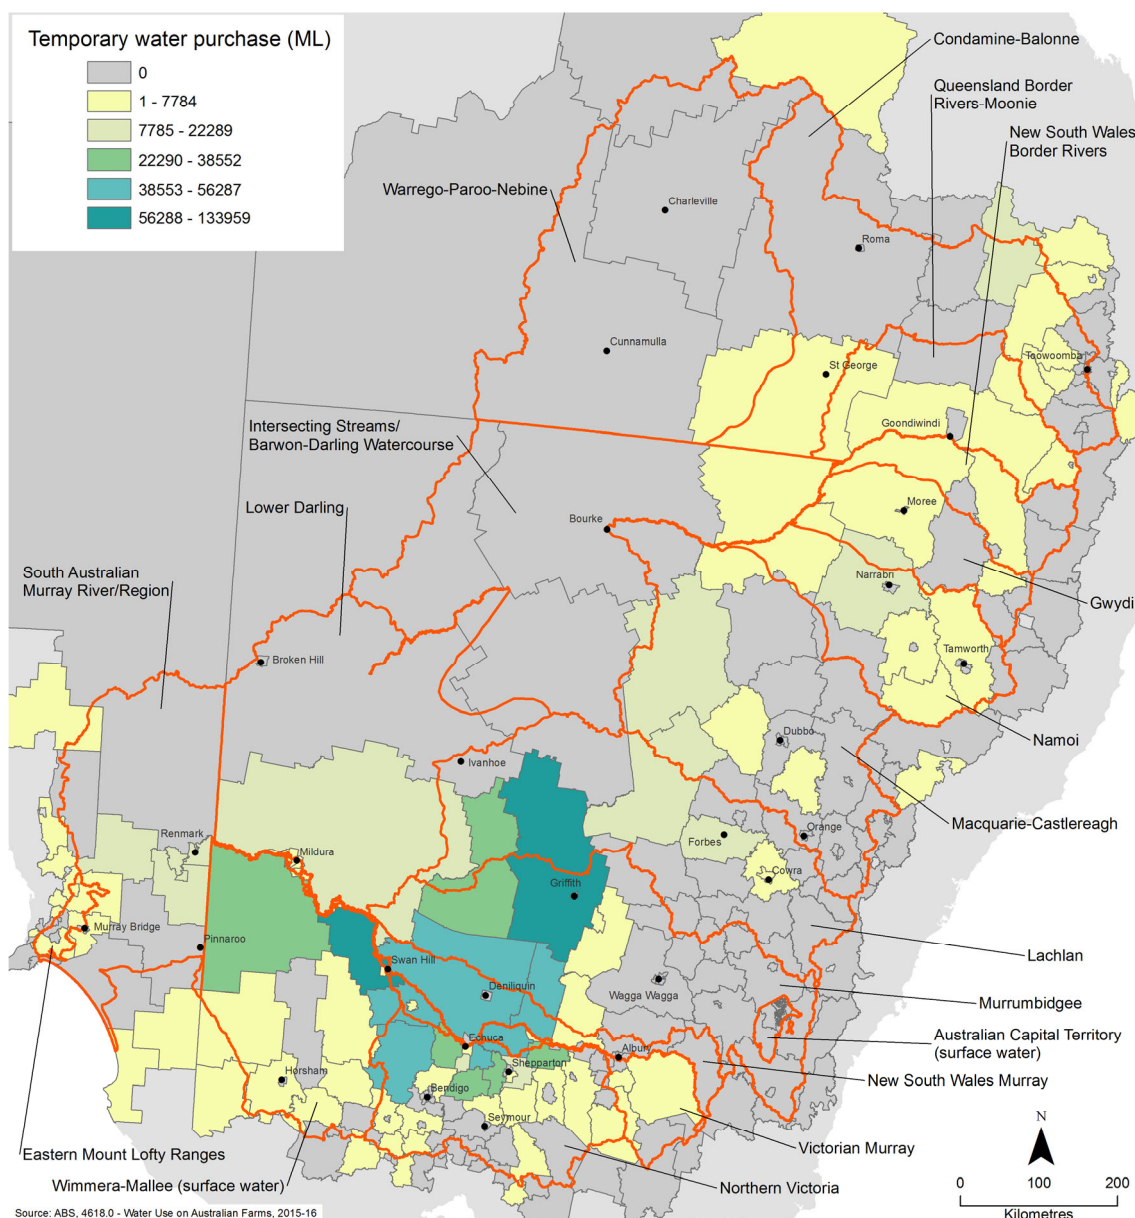 Temporary water purchase (ML)
0
1 - 7784
7785 - 22289
22290 - 38552
38553 - 56287
56288 - 133959
Condamine-Balonne
Queensland Border
Rivers-Moonie
New South Wales
Border Rivers
Warrego-Paroo-Nebine
Charleville
Roma
Cunnamulla
St George
Toowoomba
Goondiwindi
Intersecting Streams/
Barwon-Darling Watercourse
Lower Darling
Bourke
Moree
South Australian
Murray River/Region
Narrabri
Gwydi
Broken Hill
Tamworth
Namoi
Dubbo
Ivanhoe
Macquarie-Castlereagh
Renmark
Mildura
Forbes
Orange
Cowra
Griffith
Murray Bridge
Pinnaroo
Lachlan
Swan Hill
Deniliquin
Wagga Wagga
Murrumbidgee
Australian Capital Territory
(surface water)
Echuca
Albury
Shepparton
New South Wales Murray
Horsham
Bendigo
Seymour
Victorian Murray
Eastern Mount Lofty Ranges
Wimmera-Mallee (surface water)
Northern Victoria
N
0 100 200
Kilometres
Source: ABS, 4618.0 - Water Use on Australian Farms, 2015-16